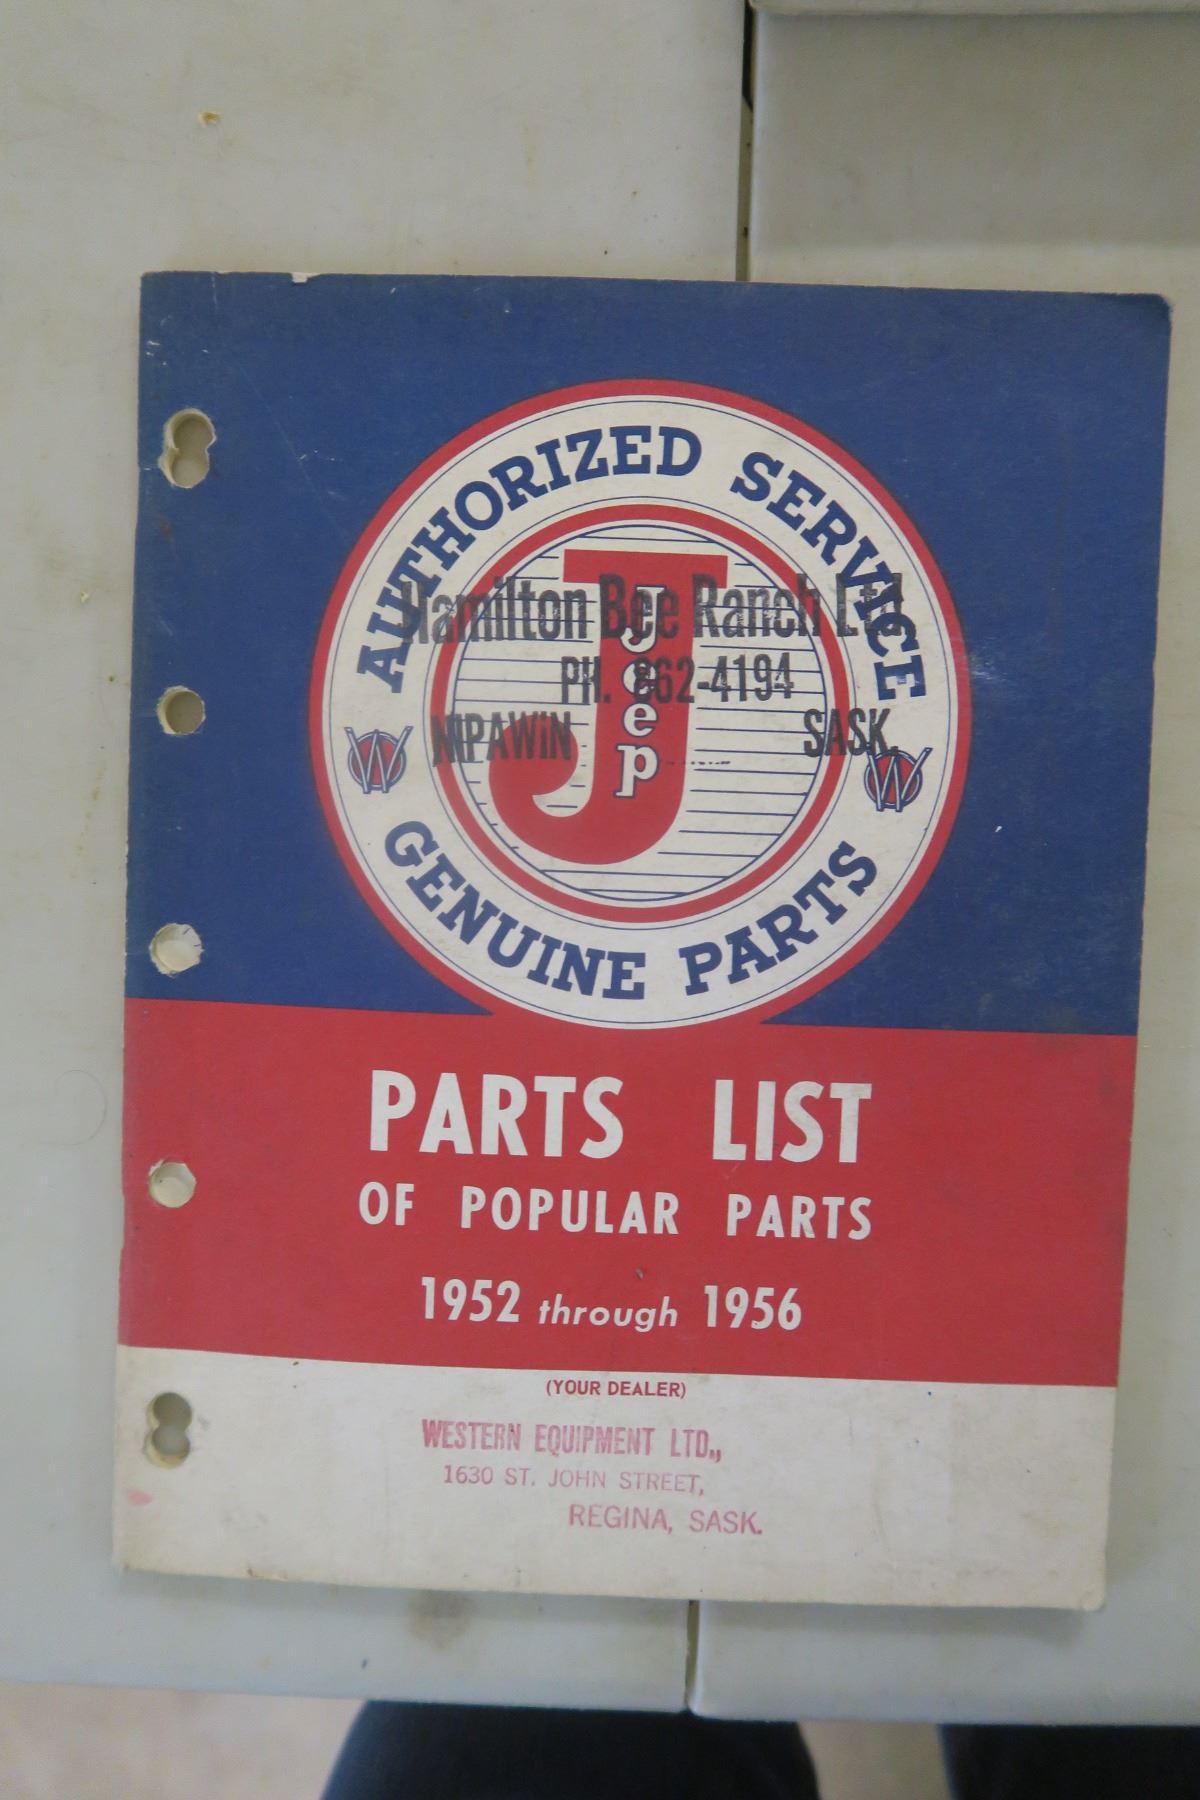 AUTHORIZED SERVICE
Jeep
Hamilton Bee Ranch Ltd.
PH. 862-4194
NIPAWIN SASK.
W W
GENUINE PARTS
PARTS LIST
OF POPULAR PARTS
1952 through 1956
(YOUR DEALER)
WESTERN EQUIPMENT LTD.,
1630 ST. JOHN STREET,
REGINA, SASK.